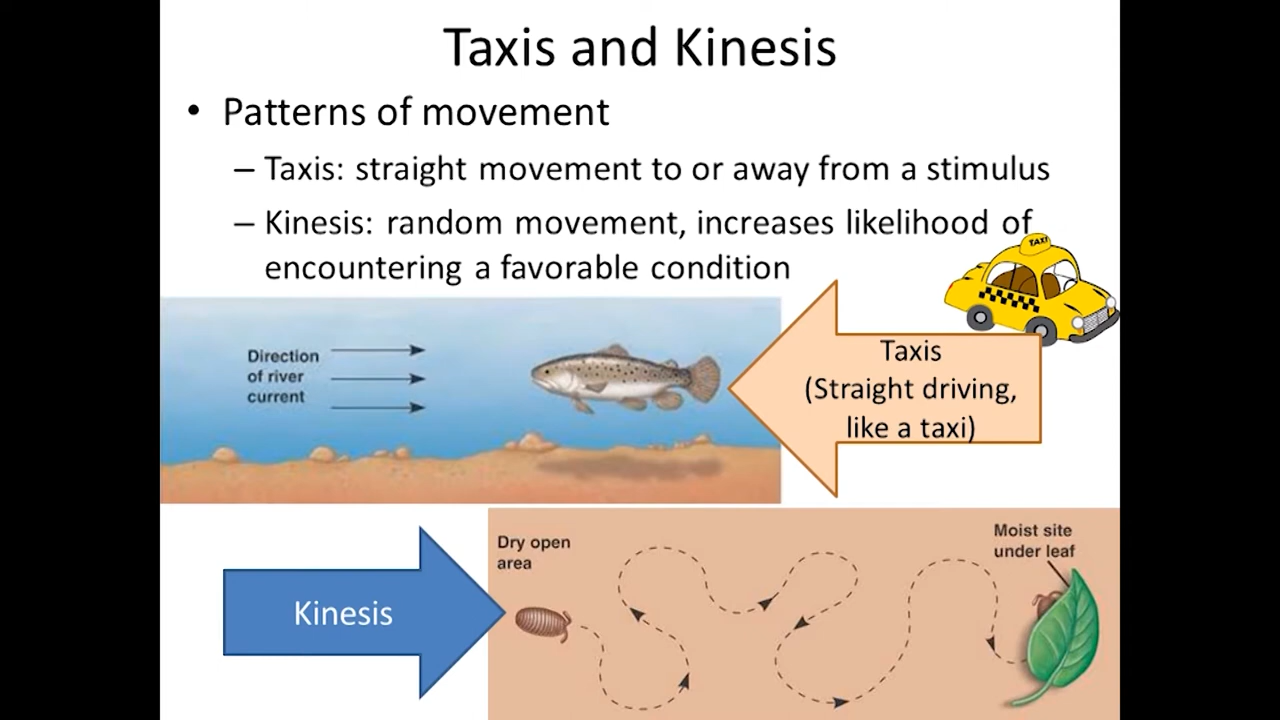 Taxis and Kinesis
• Patterns of movement
– Taxis: straight movement to or away from a stimulus
– Kinesis: random movement, increases likelihood of
encountering a favorable condition
TAXI
Direction
of river
current
Taxis
(Straight driving,
like a taxi)
Kinesis
Dry open
area
Moist site
under leaf